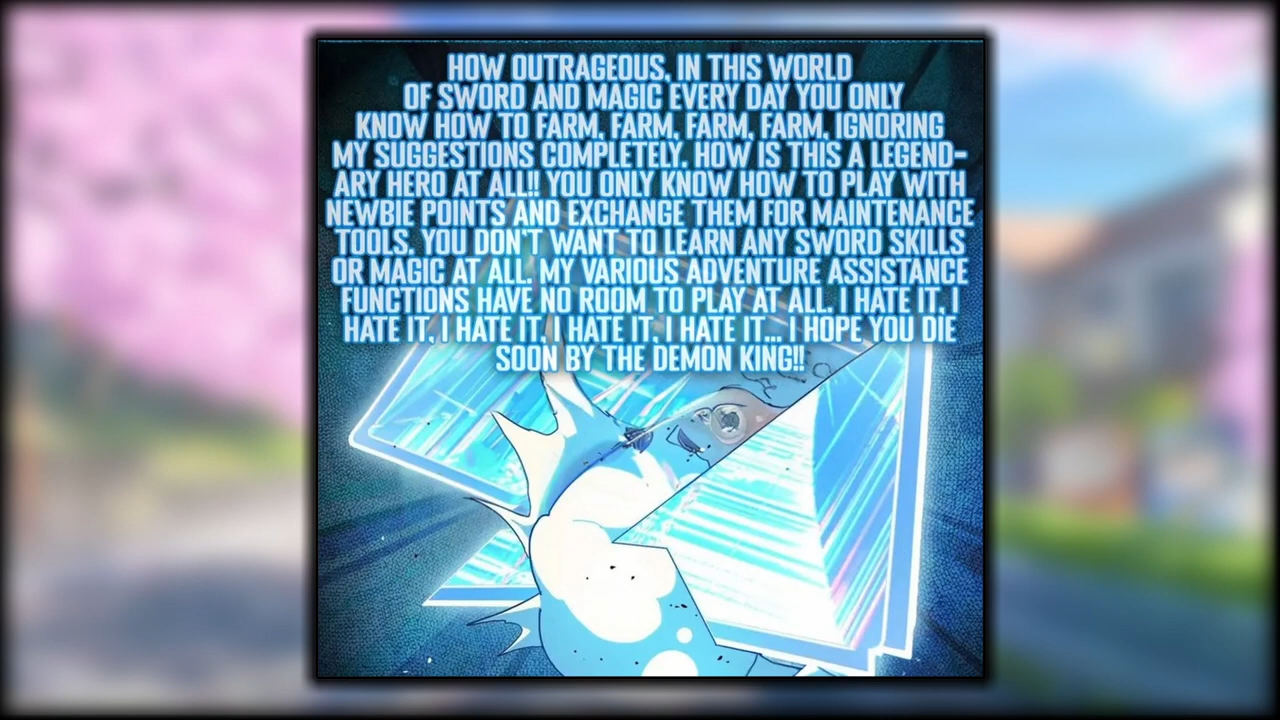 HOW OUTRAGEOUS, IN THIS WORLD
OF SWORD AND MAGIC EVERY DAY YOU ONLY
KNOW HOW TO FARM, FARM, FARM, FARM, IGNORING
MY SUGGESTIONS COMPLETELY. HOW IS THIS A LEGEND-
ARY HERO AT ALL!! YOU ONLY KNOW HOW TO PLAY WITH
NEWBIE POINTS AND EXCHANGE THEM FOR MAINTENANCE
TOOLS. YOU DON'T WANT TO LEARN ANY SWORD SKILLS
OR MAGIC AT ALL. MY VARIOUS ADVENTURE ASSISTANCE
FUNCTIONS HAVE NO ROOM TO PLAY AT ALL. I HATE IT, I
HATE IT, I HATE IT, I HATE IT, I HATE IT... I HOPE YOU DIE
SOON BY THE DEMON KING!!